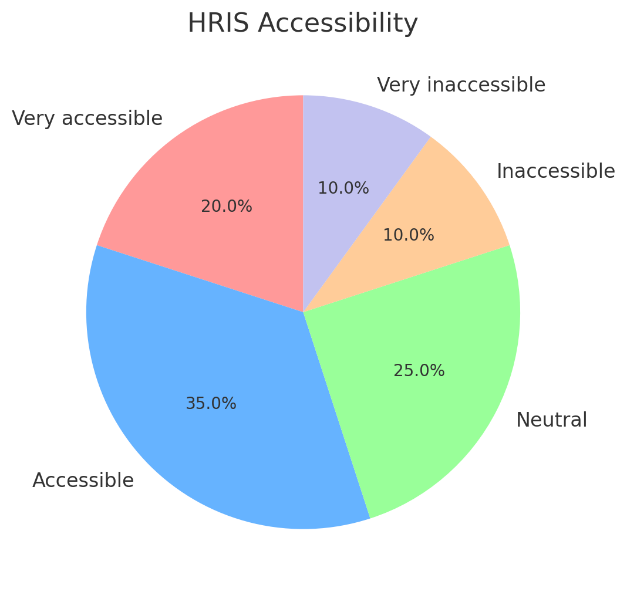 HRIS Accessibility
Very inaccessible
Very accessible
Inaccessible
10.0%
20.0%
10.0%
25.0%
35.0%
Neutral
Accessible